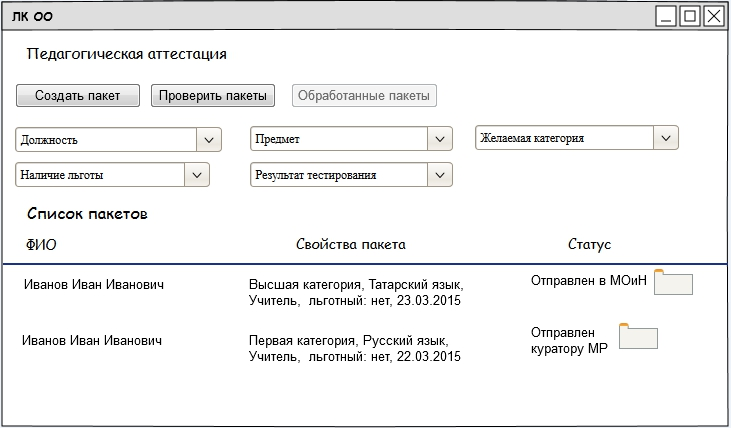 ЛК ОО
Педагогическая аттестация
Создать пакет Проверить пакеты Обработанные пакеты
Должность Предмет Желаемая категория
Наличие льготы Результат тестирования
Список пакетов
ФИО Свойства пакета Статус
Иванов Иван Иванович Высшая категория, Татарский язык, Отправлен в МОиН
Учитель, льготный: нет, 23.03.2015
Иванов Иван Иванович Первая категория, Русский язык, Отправлен
Учитель, льготный: нет, 22.03.2015 куратору МР